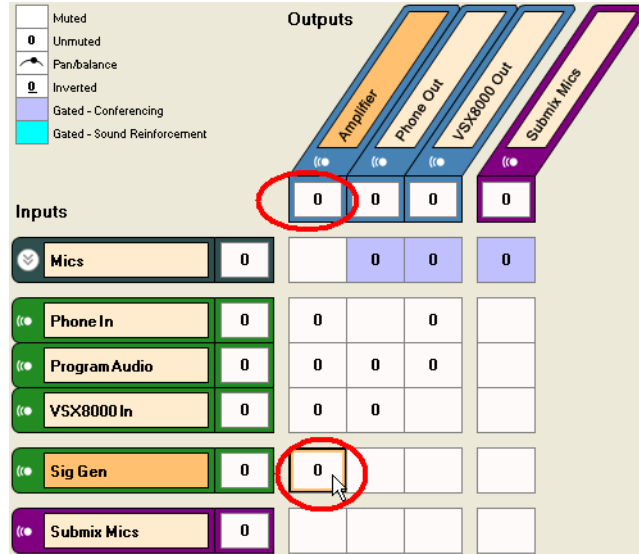 Muted
0 Unmuted
Pan/balance
0 Inverted
Gated - Conferencing
Gated - Sound Reinforcement
Outputs
Amplifier
Phone Out
VSX8000 Out
Submix Mics
0 0 0 0
Inputs
Mics 0 0 0 0
Phone In 0 0 0
Program Audio 0 0 0 0
VSX8000 In 0 0 0
Sig Gen 0 0
Submix Mics 0